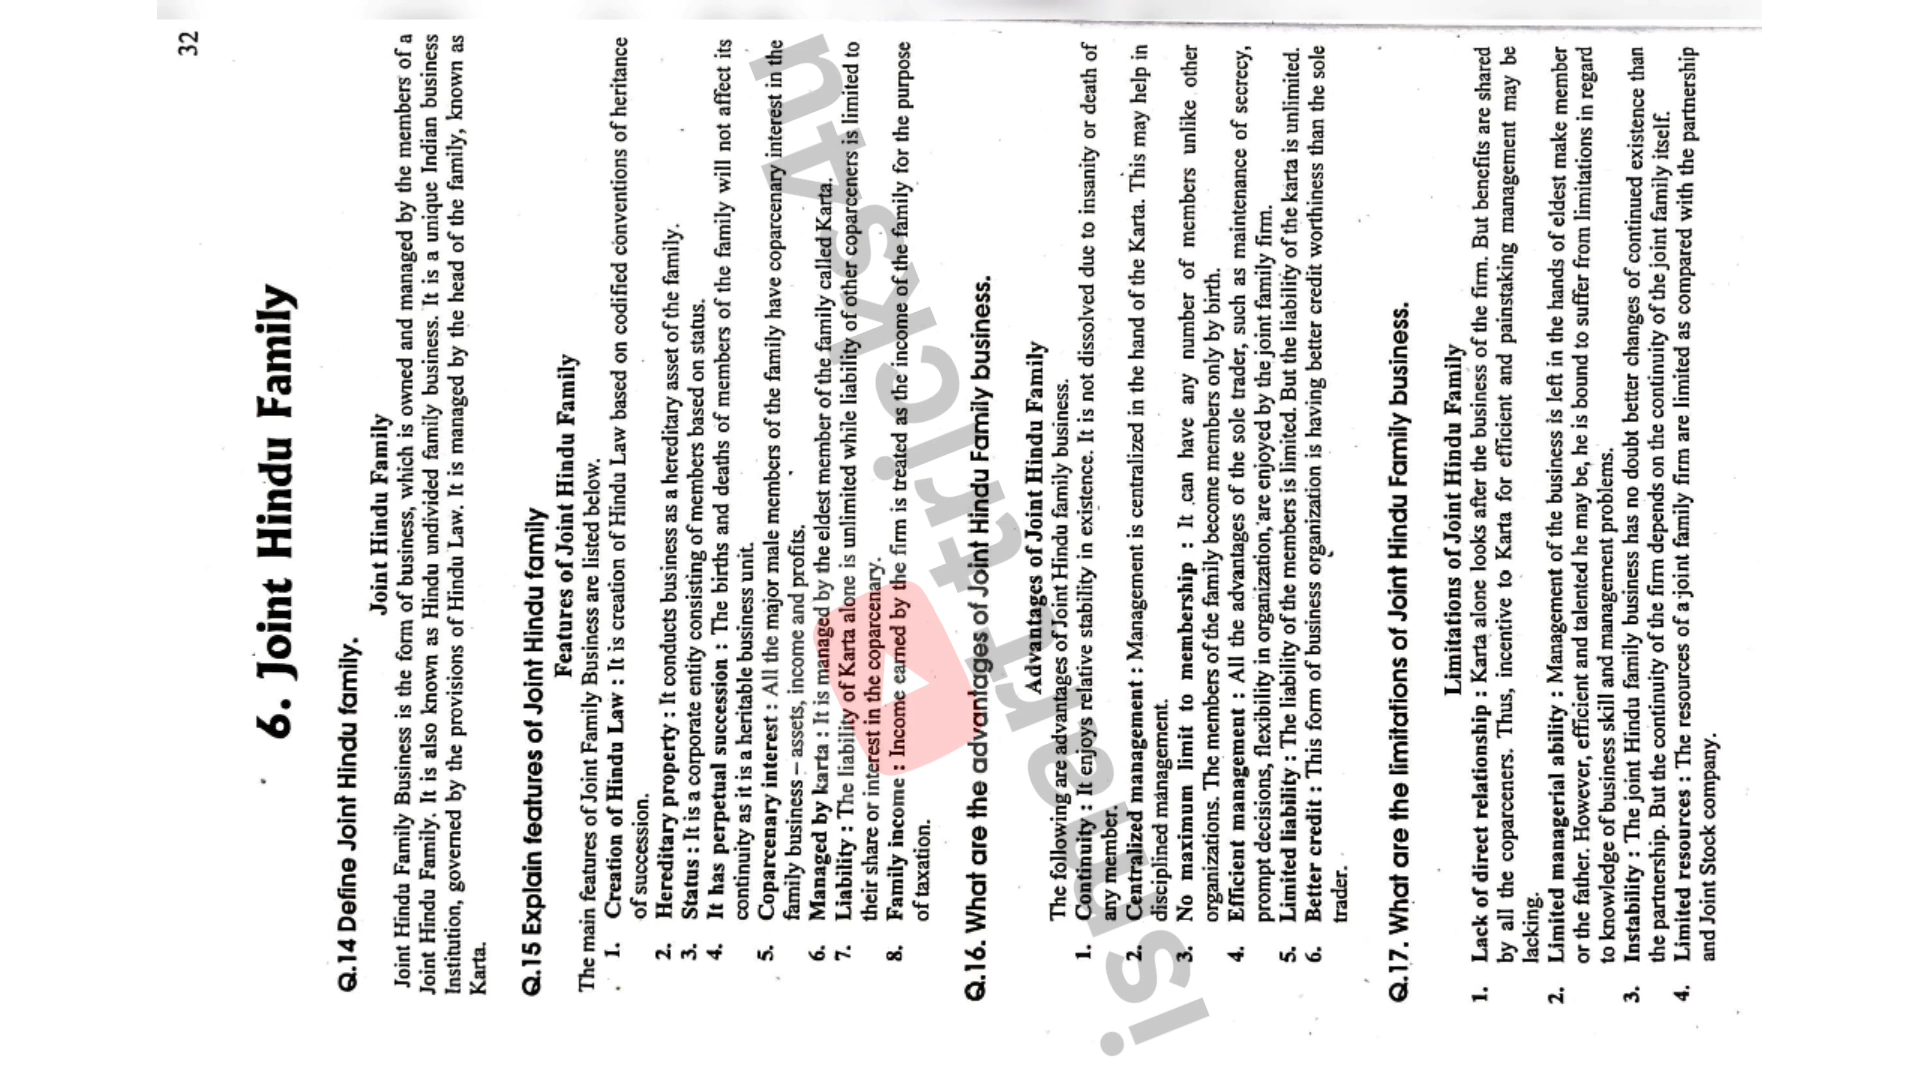 32
6. Joint Hindu Family
Q.14 Define Joint Hindu family.
Joint Hindu Family
Joint Hindu Family Business is the form of business, which is owned and managed by the members of a
Joint Hindu Family. It is also known as Hindu undivided family business. It is a unique Indian business
Institution, governed by the provisions of Hindu Law. It is managed by the head of the family, known as
Karta.
Q.15 Explain features of Joint Hindu family
Features of Joint Hindu Family
The main features of Joint Family Business are listed below.
1. Creation of Hindu Law : It is creation of Hindu Law based on codified conventions of heritance
of succession.
2. Hereditary property : It conducts business as a hereditary asset of the family.
3. Status : It is a corporate entity consisting of members based on status.
4. It has perpetual succession : The births and deaths of members of the family will not affect its
continuity as it is a heritable business unit.
5. Coparcenary interest : All the major male members of the family have coparcenary interest in the
family business – assets, income and profits.
6. Managed by karta : It is managed by the eldest member of the family called Karta.
7. Liability : The liability of Karta alone is unlimited while liability of other coparceners is limited to
their share or interest in the coparcenary.
8. Family income : Income earned by the firm is treated as the income of the family for the purpose
of taxation.
Q.16. What are the advantages of Joint Hindu Family business.
Advantages of Joint Hindu Family
The following are advantages of Joint Hindu family business.
1. Continuity : It enjoys relative stability in existence. It is not dissolved due to insanity or death of
any member.
2. Centralized management : Management is centralized in the hand of the Karta. This may help in
disciplined management.
3. No maximum limit to membership : It can have any number of members unlike other
organizations. The members of the family become members only by birth.
4. Efficient management : All the advantages of the sole trader, such as maintenance of secrecy,
prompt decisions, flexibility in organization, are enjoyed by the joint family firm.
5. Limited liability : The liability of the members is limited. But the liability of the karta is unlimited.
6. Better credit : This form of business organization is having better credit worthiness than the sole
trader.
Q.17. What are the limitations of Joint Hindu Family business.
Limitations of Joint Hindu Family
1. Lack of direct relationship : Karta alone looks after the business of the firm. But benefits are shared
by all the coparceners. Thus, incentive to Karta for efficient and painstaking management may be
lacking.
2. Limited managerial ability : Management of the business is left in the hands of eldest make member
or the father. However, efficient and talented he may be, he is bound to suffer from limitations in regard
to knowledge of business skill and management problems.
3. Instability : The joint Hindu family business has no doubt better changes of continued existence than
the partnership. But the continuity of the firm depends on the continuity of the joint family itself.
4. Limited resources : The resources of a joint family firm are limited as compared with the partnership
and Joint Stock company.